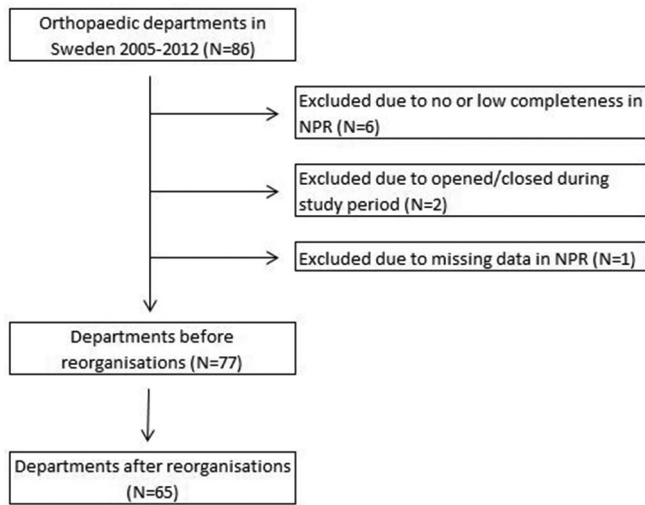 Orthopaedic departments in
Sweden 2005-2012 (N=86)
Excluded due to no or low completeness in
NPR (N=6)
Excluded due to opened/closed during
study period (N=2)
Excluded due to missing data in NPR (N=1)
Departments before
reorganisations (N=77)
Departments after reorganisations
(N=65)